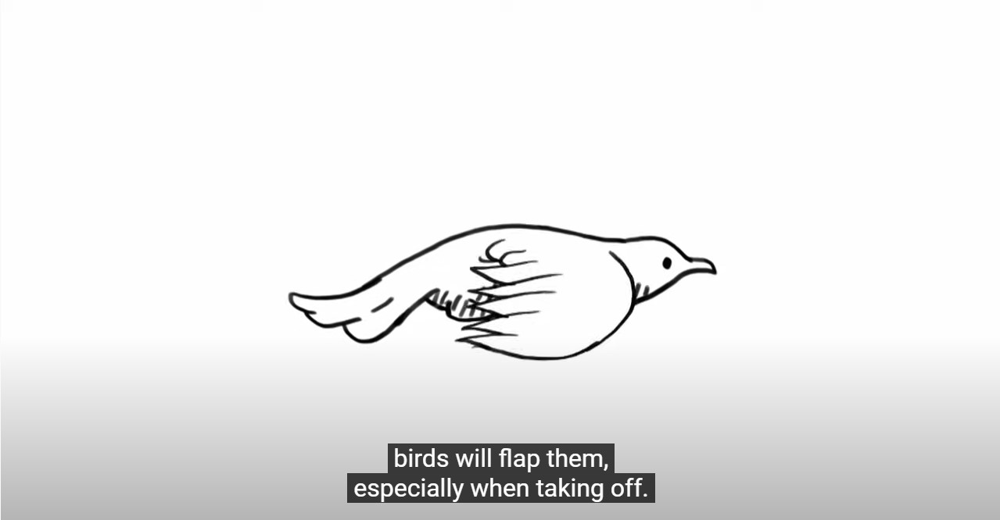 birds will flap them,
especially when taking off.